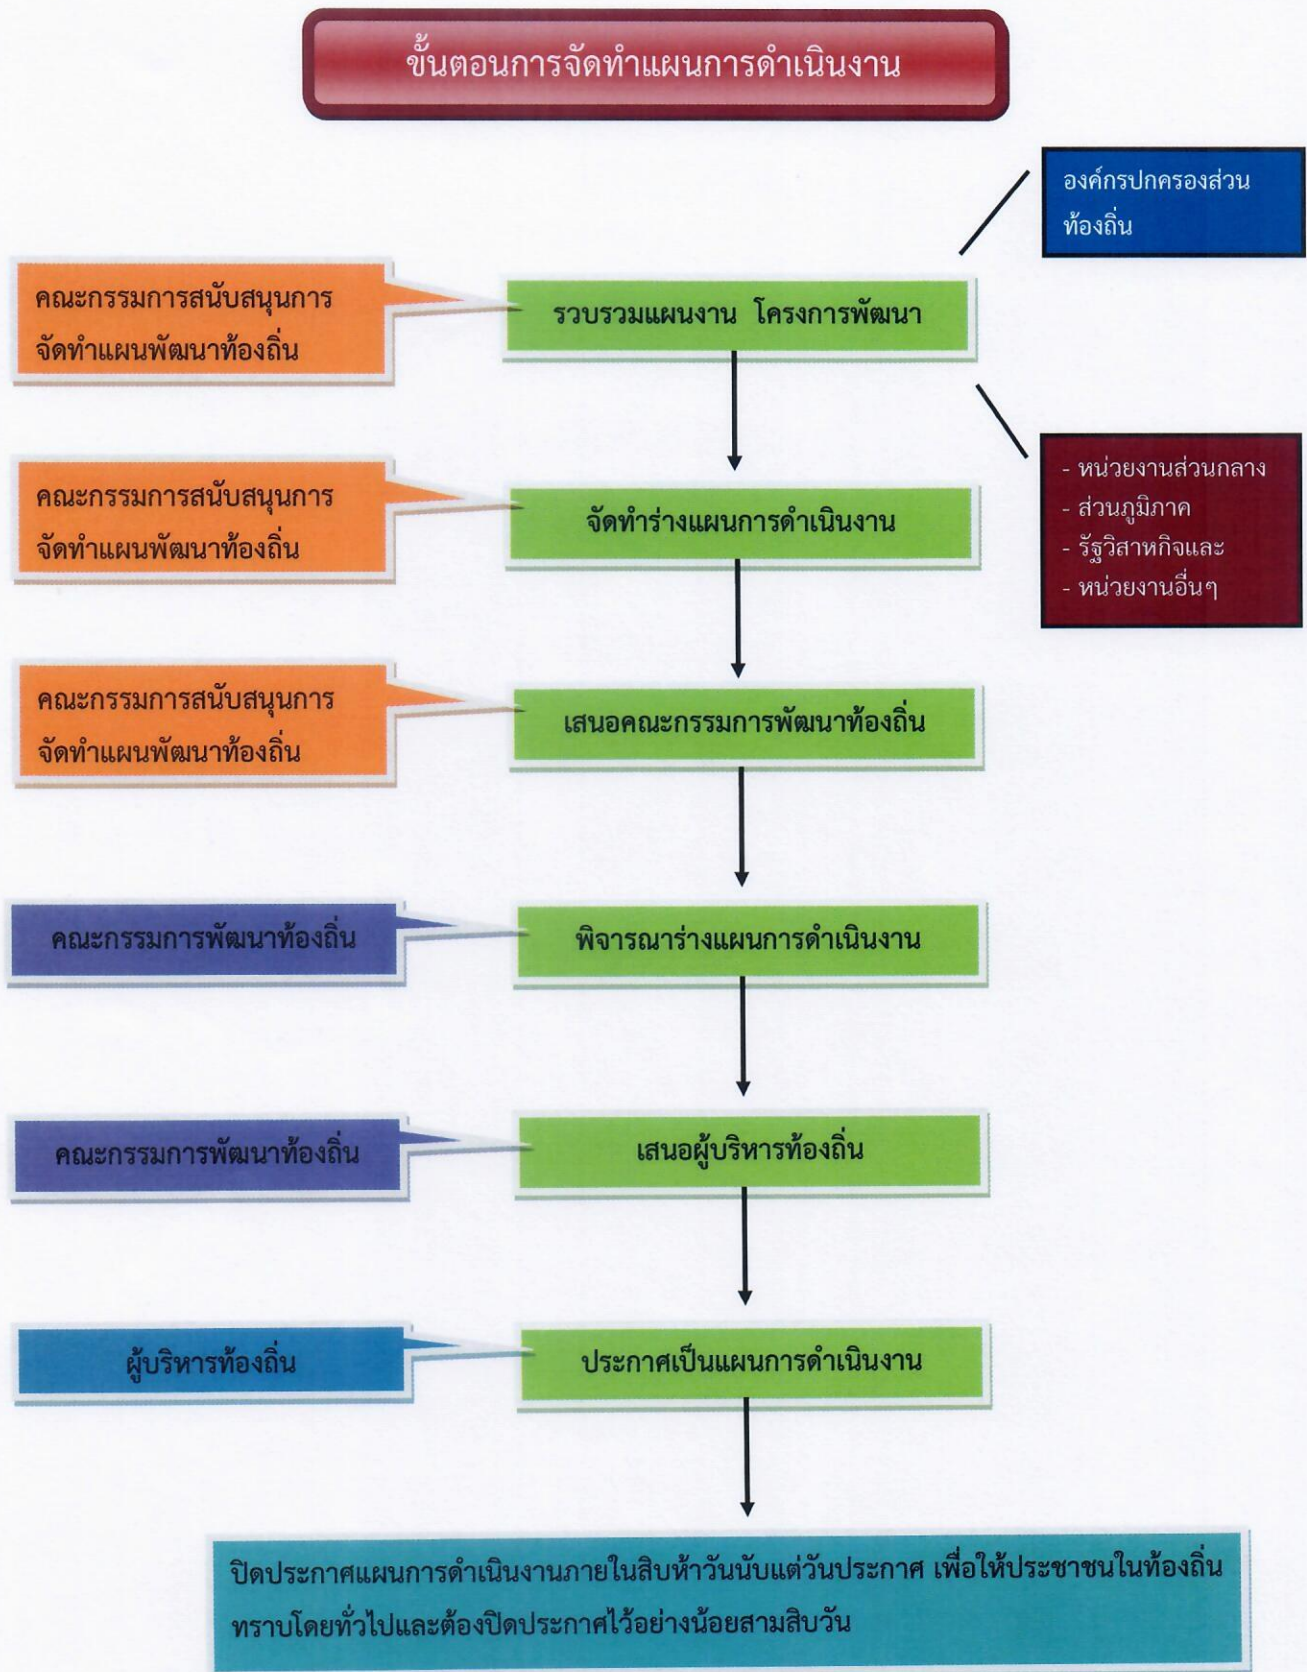 ขั้นตอนการจัดทำแผนการดำเนินงาน
องค์กรปกครองส่วน
ท้องถิ่น
คณะกรรมการสนับสนุนการ
จัดทำแผนพัฒนาท้องถิ่น
รวบรวมแผนงาน โครงการพัฒนา
- หน่วยงานส่วนกลาง
- ส่วนภูมิภาค
- รัฐวิสาหกิจและ
- หน่วยงานอื่นๆ
คณะกรรมการสนับสนุนการ
จัดทำแผนพัฒนาท้องถิ่น
จัดทำร่างแผนการดำเนินงาน
คณะกรรมการสนับสนุนการ
จัดทำแผนพัฒนาท้องถิ่น
เสนอคณะกรรมการพัฒนาท้องถิ่น
คณะกรรมการพัฒนาท้องถิ่น
พิจารณาร่างแผนการดำเนินงาน
คณะกรรมการพัฒนาท้องถิ่น
เสนอผู้บริหารท้องถิ่น
ผู้บริหารท้องถิ่น
ประกาศเป็นแผนการดำเนินงาน
ปิดประกาศแผนการดำเนินงานภายในสิบห้าวันนับแต่วันประกาศ เพื่อให้ประชาชนในท้องถิ่น
ทราบโดยทั่วไปและต้องปิดประกาศไว้อย่างน้อยสามสิบวัน